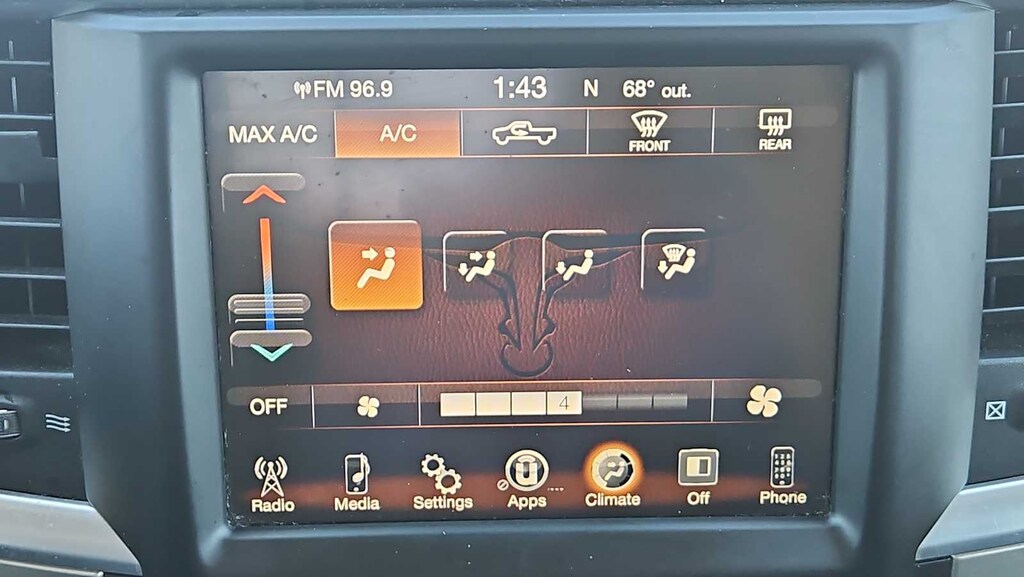 FM 96.9 1:43 N 68° out.
MAX A/C A/C FRONT REAR
OFF 4
Radio Media Settings Apps Climate Off Phone